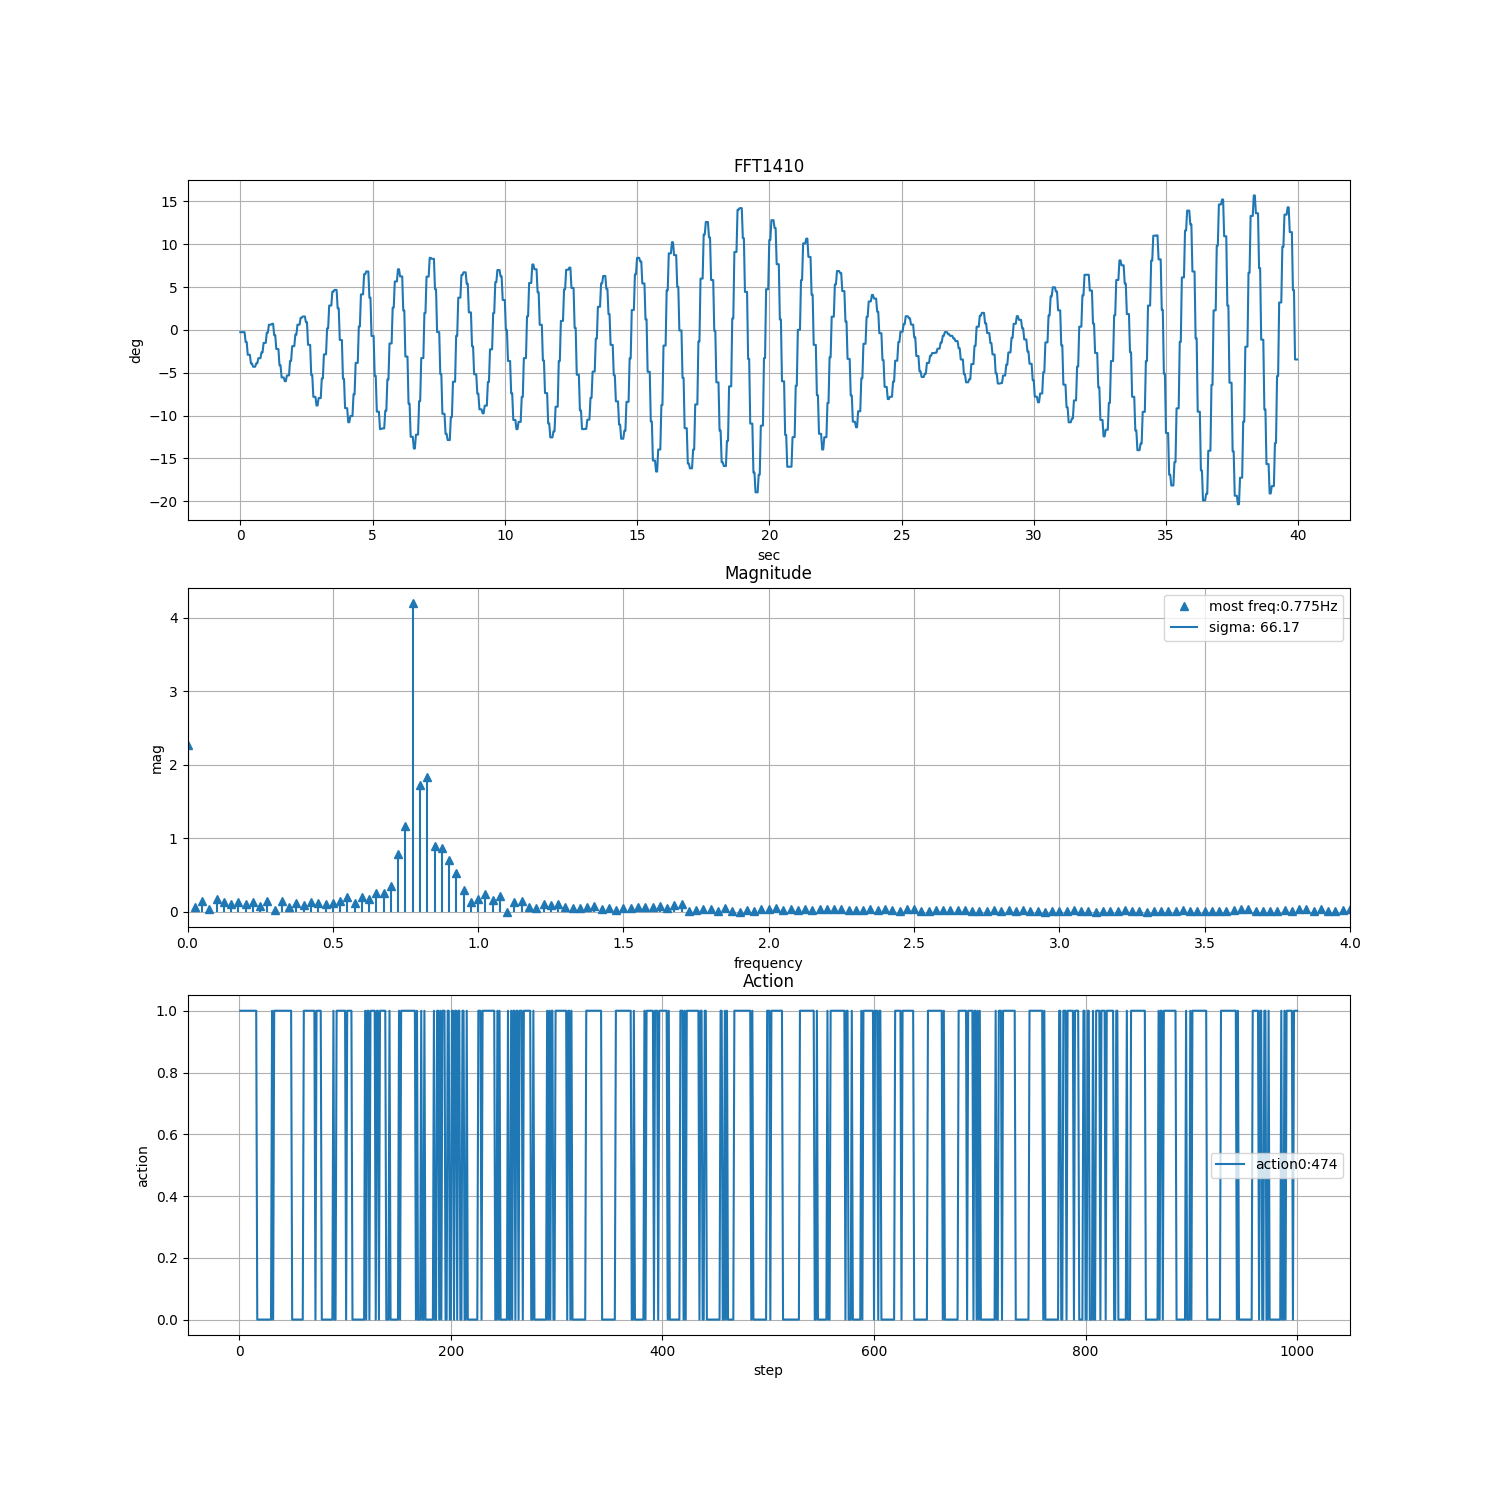 FFT1410
15
10
5
0
−5
−10
−15
−20
deg
0 5 10 15 20 25 30 35 40
sec
Magnitude
4
3
2
1
0
mag
most freq:0.775Hz
sigma: 66.17
0.0 0.5 1.0 1.5 2.0 2.5 3.0 3.5 4.0
frequency
Action
1.0
0.8
0.6
0.4
0.2
0.0
action
action0:474
0 200 400 600 800 1000
step